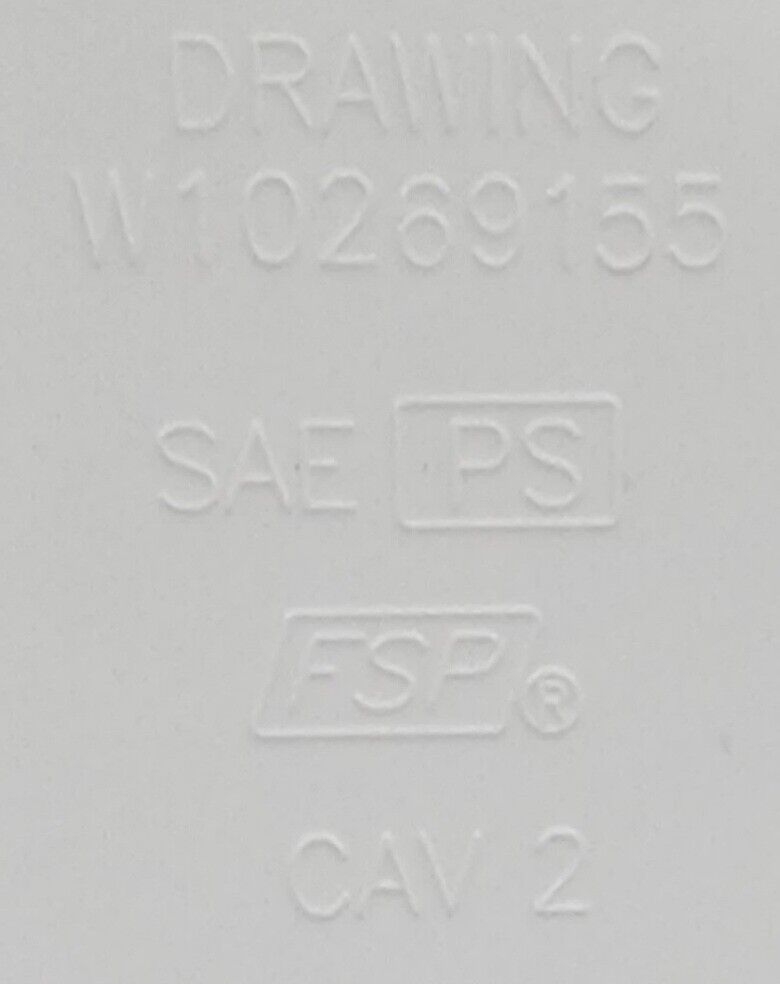 DRAWING
W10269155
SAE PS
FSP®
CAV 2